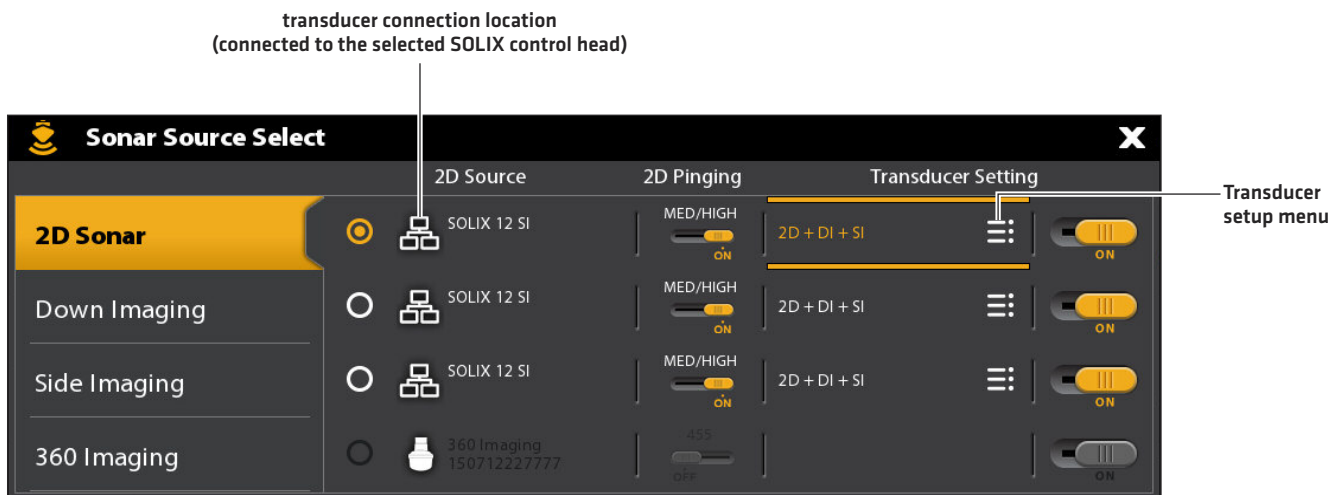 transducer connection location
(connected to the selected SOLIX control head)
Sonar Source Select
X
2D Source 2D Pinging Transducer Setting
Transducer
setup menu
2D Sonar
SOLIX 12 SI
MED/HIGH
ON
2D + DI + SI
ON
Down Imaging
SOLIX 12 SI
MED/HIGH
ON
2D + DI + SI
ON
Side Imaging
SOLIX 12 SI
MED/HIGH
ON
2D + DI + SI
ON
360 Imaging
360 Imaging
150712227777
455
OFF
ON